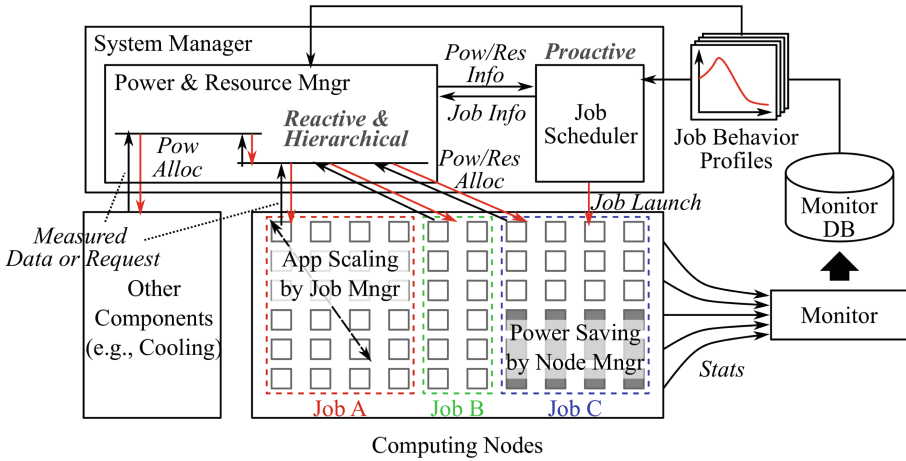 System Manager
Power & Resource Mngr
Reactive &
Hierarchical
Pow
Alloc
Pow/Res
Info
Job Info
Pow/Res
Alloc
Proactive
Job
Scheduler
Job Launch
Job Behavior
Profiles
Monitor
DB
Monitor
Stats
Measured
Data or Request
Other
Components
(e.g., Cooling)
App Scaling
by Job Mngr
Power Saving
by Node Mngr
Job A
Job B
Job C
Computing Nodes